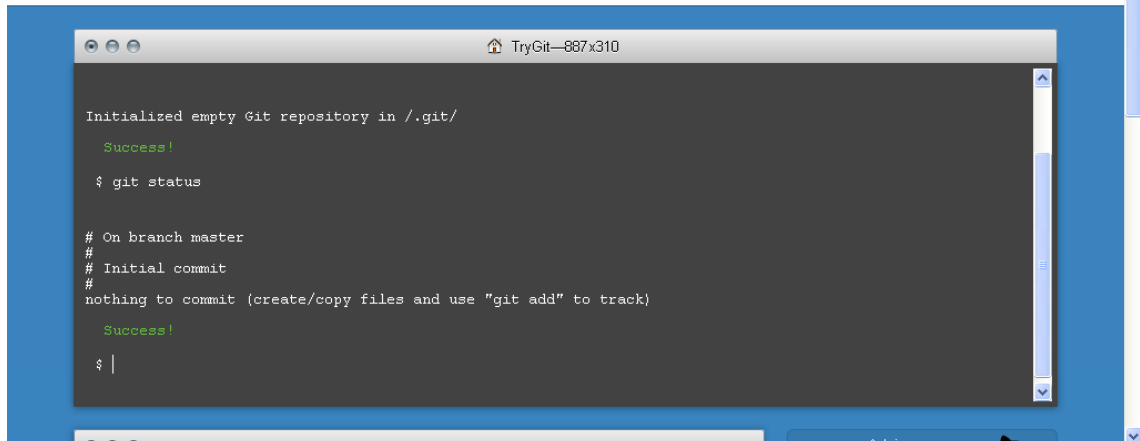 TryGit—887x310
Initialized empty Git repository in /.git/
Success!
$ git status
# On branch master
#
# Initial commit
#
nothing to commit (create/copy files and use "git add" to track)
Success!
$